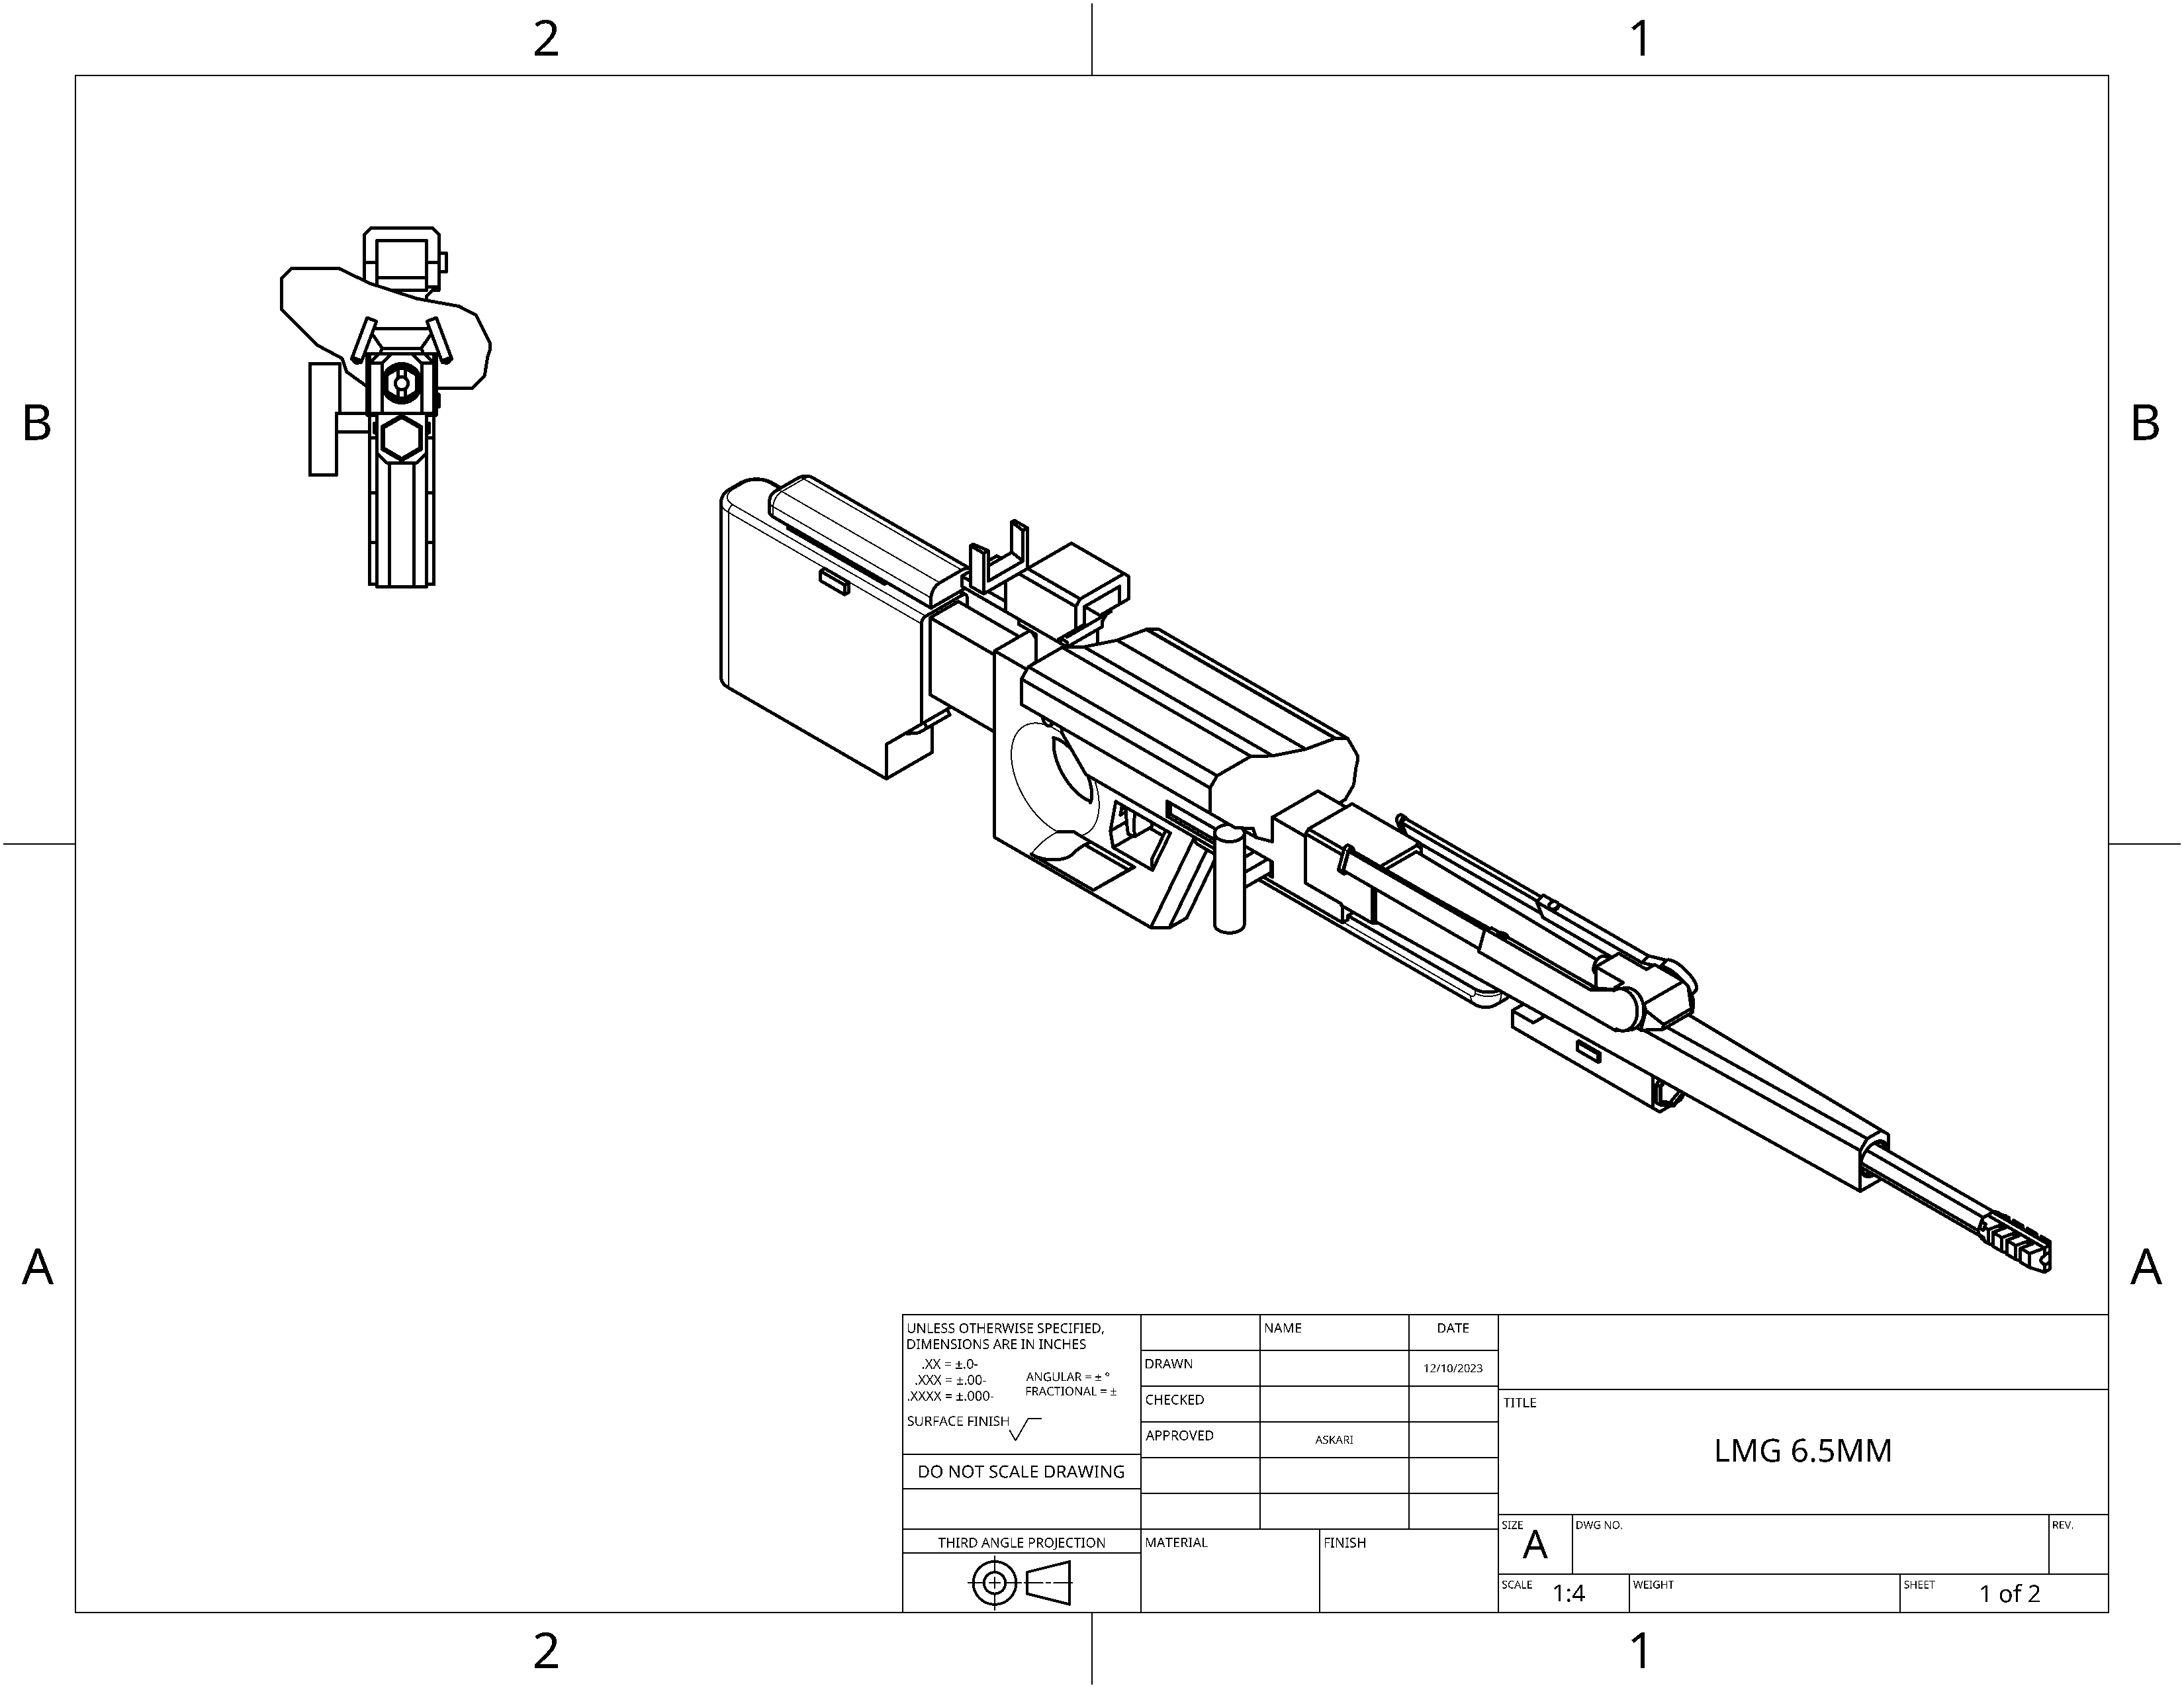 2 1
B B
A A
UNLESS OTHERWISE SPECIFIED,
DIMENSIONS ARE IN INCHES
.XX = ±.0-
.XXX = ±.00-
.XXXX = ±.000-
ANGULAR = ± °
FRACTIONAL = ±
SURFACE FINISH
DO NOT SCALE DRAWING
THIRD ANGLE PROJECTION
NAME DATE
DRAWN 12/10/2023
CHECKED
APPROVED ASKARI
MATERIAL FINISH
TITLE
LMG 6.5MM
SIZE
A
DWG NO.
REV.
SCALE 1:4
WEIGHT
SHEET 1 of 2
2 1